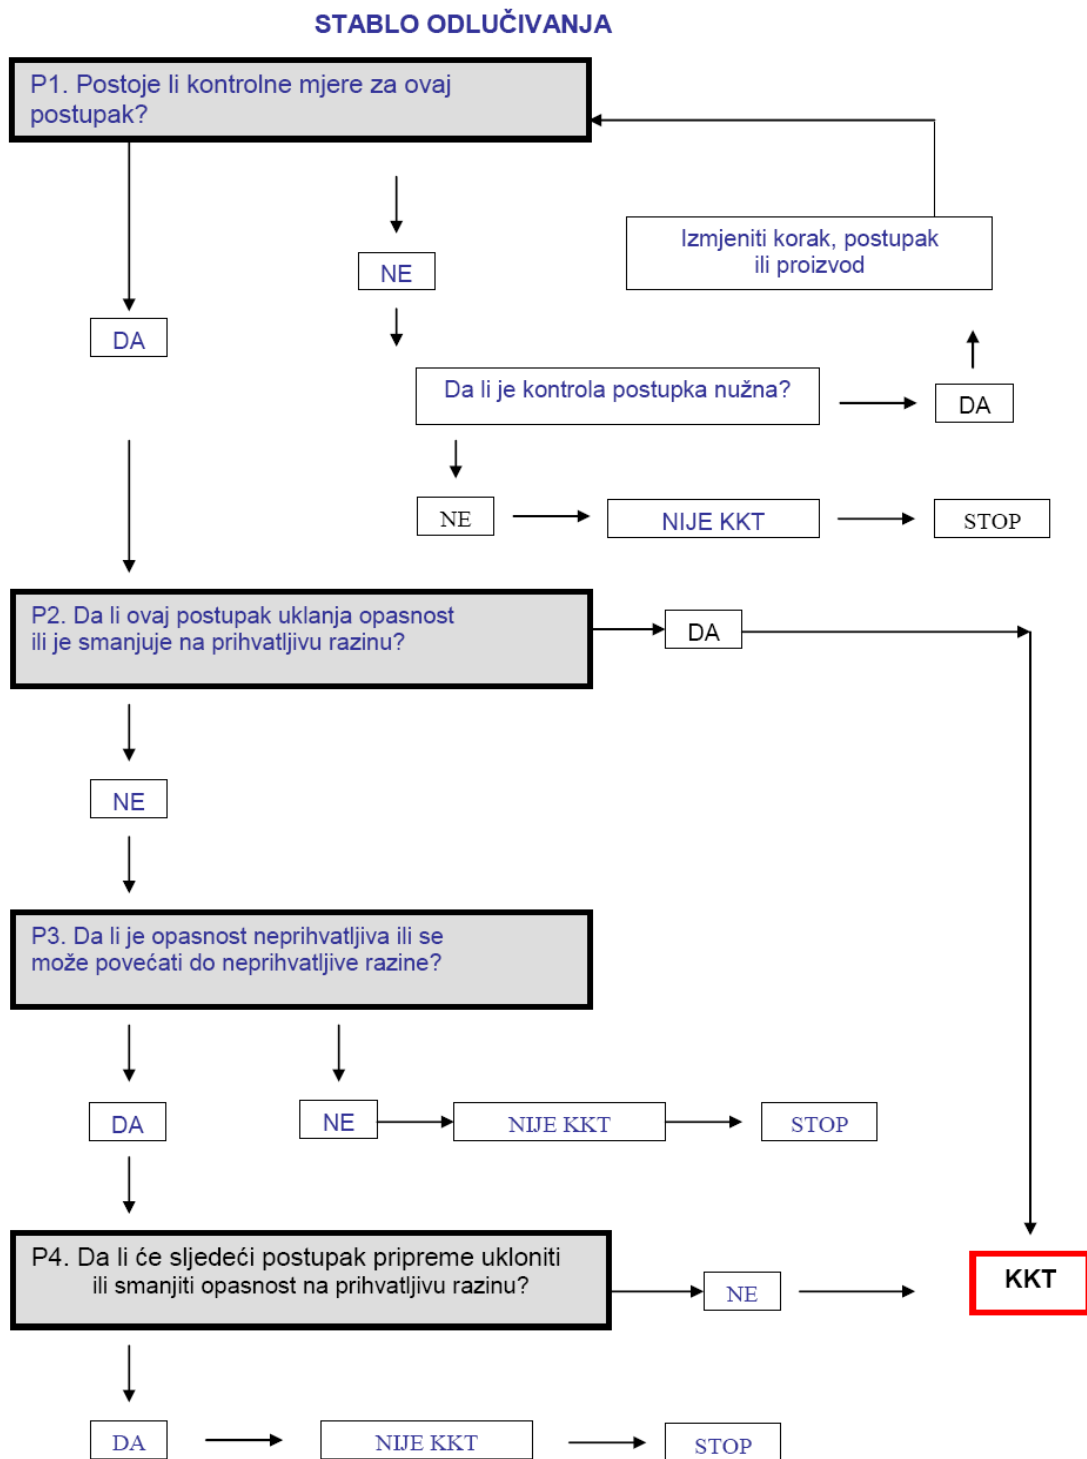 STABLO ODLUČIVANJA
P1. Postoje li kontrolne mjere za ovaj
postupak?
Izmjeniti korak, postupak
ili proizvod
NE
DA
Da li je kontrola postupka nužna?
DA
NE
NIJE KKT
STOP
P2. Da li ovaj postupak uklanja opasnost
ili je smanjuje na prihvatljivu razinu?
DA
NE
P3. Da li je opasnost neprihvatljiva ili se
može povećati do neprihvatljive razine?
DA
NE
NIJE KKT
STOP
P4. Da li će sljedeći postupak pripreme ukloniti
ili smanjiti opasnost na prihvatljivu razinu?
NE
KKT
DA
NIJE KKT
STOP